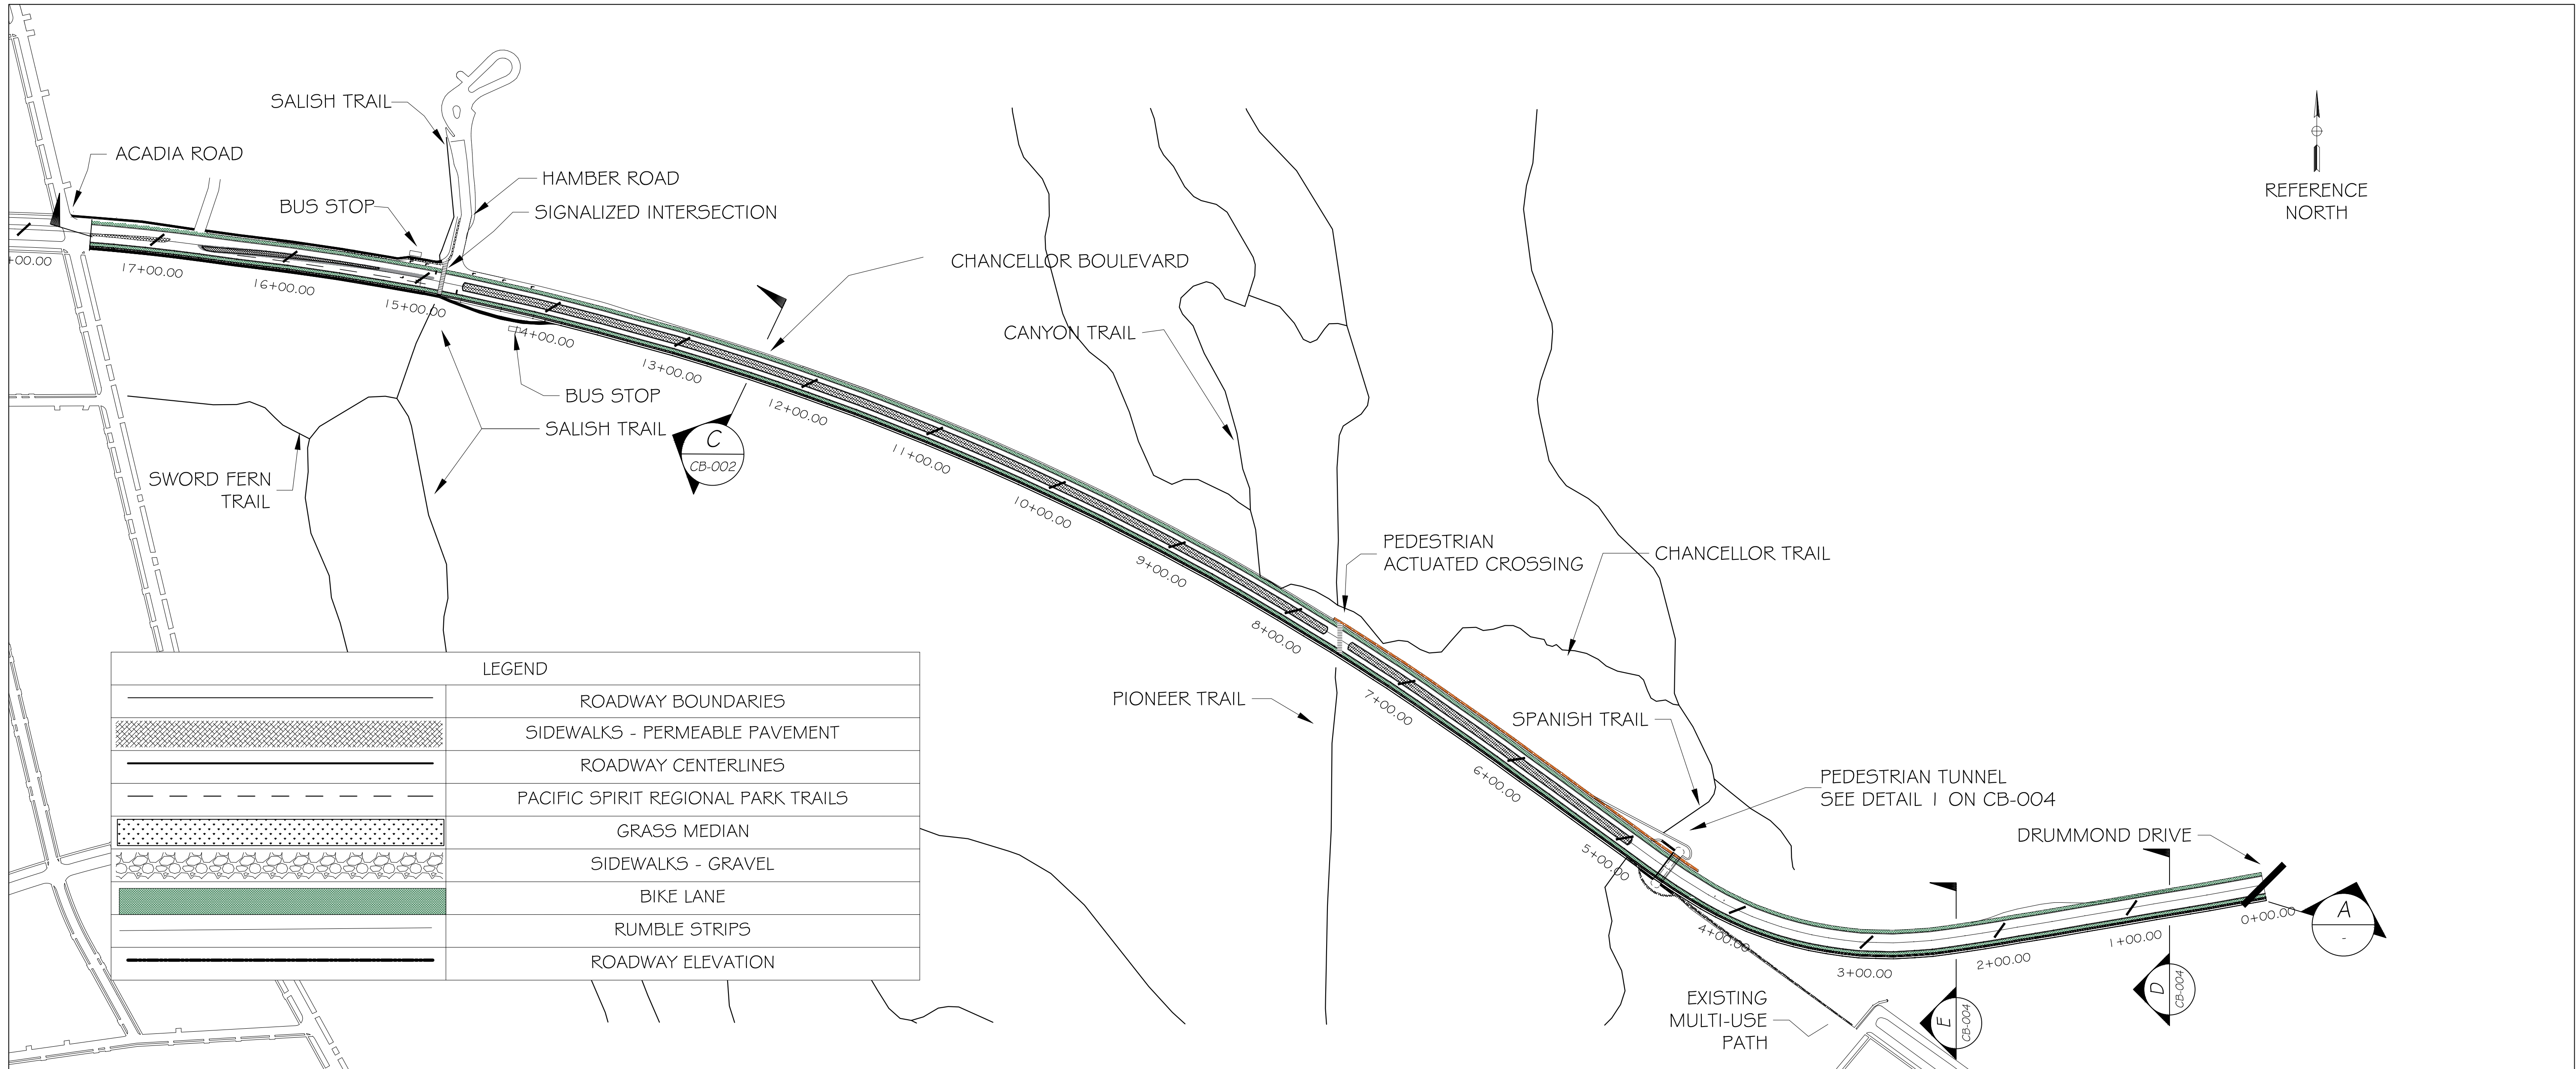 SALISH TRAIL
ACADIA ROAD
HAMBER ROAD
BUS STOP
SIGNALIZED INTERSECTION
REFERENCE
NORTH
CHANCELLOR BOULEVARD
+00.00
17+00.00
16+00.00
15+00.00
14+00.00
13+00.00
12+00.00
11+00.00
10+00.00
9+00.00
8+00.00
7+00.00
6+00.00
5+00.00
4+00.00
3+00.00
2+00.00
1+00.00
0+00.00
CANYON TRAIL
BUS STOP
SALISH TRAIL
C
CB-002
SWORD FERN
TRAIL
PEDESTRIAN
ACTUATED CROSSING
CHANCELLOR TRAIL
PIONEER TRAIL
SPANISH TRAIL
PEDESTRIAN TUNNEL
SEE DETAIL 1 ON CB-004
DRUMMOND DRIVE
A
-
D
CB-004
E
CB-004
EXISTING
MULTI-USE
PATH
LEGEND
ROADWAY BOUNDARIES
SIDEWALKS - PERMEABLE PAVEMENT
ROADWAY CENTERLINES
PACIFIC SPIRIT REGIONAL PARK TRAILS
GRASS MEDIAN
SIDEWALKS - GRAVEL
BIKE LANE
RUMBLE STRIPS
ROADWAY ELEVATION